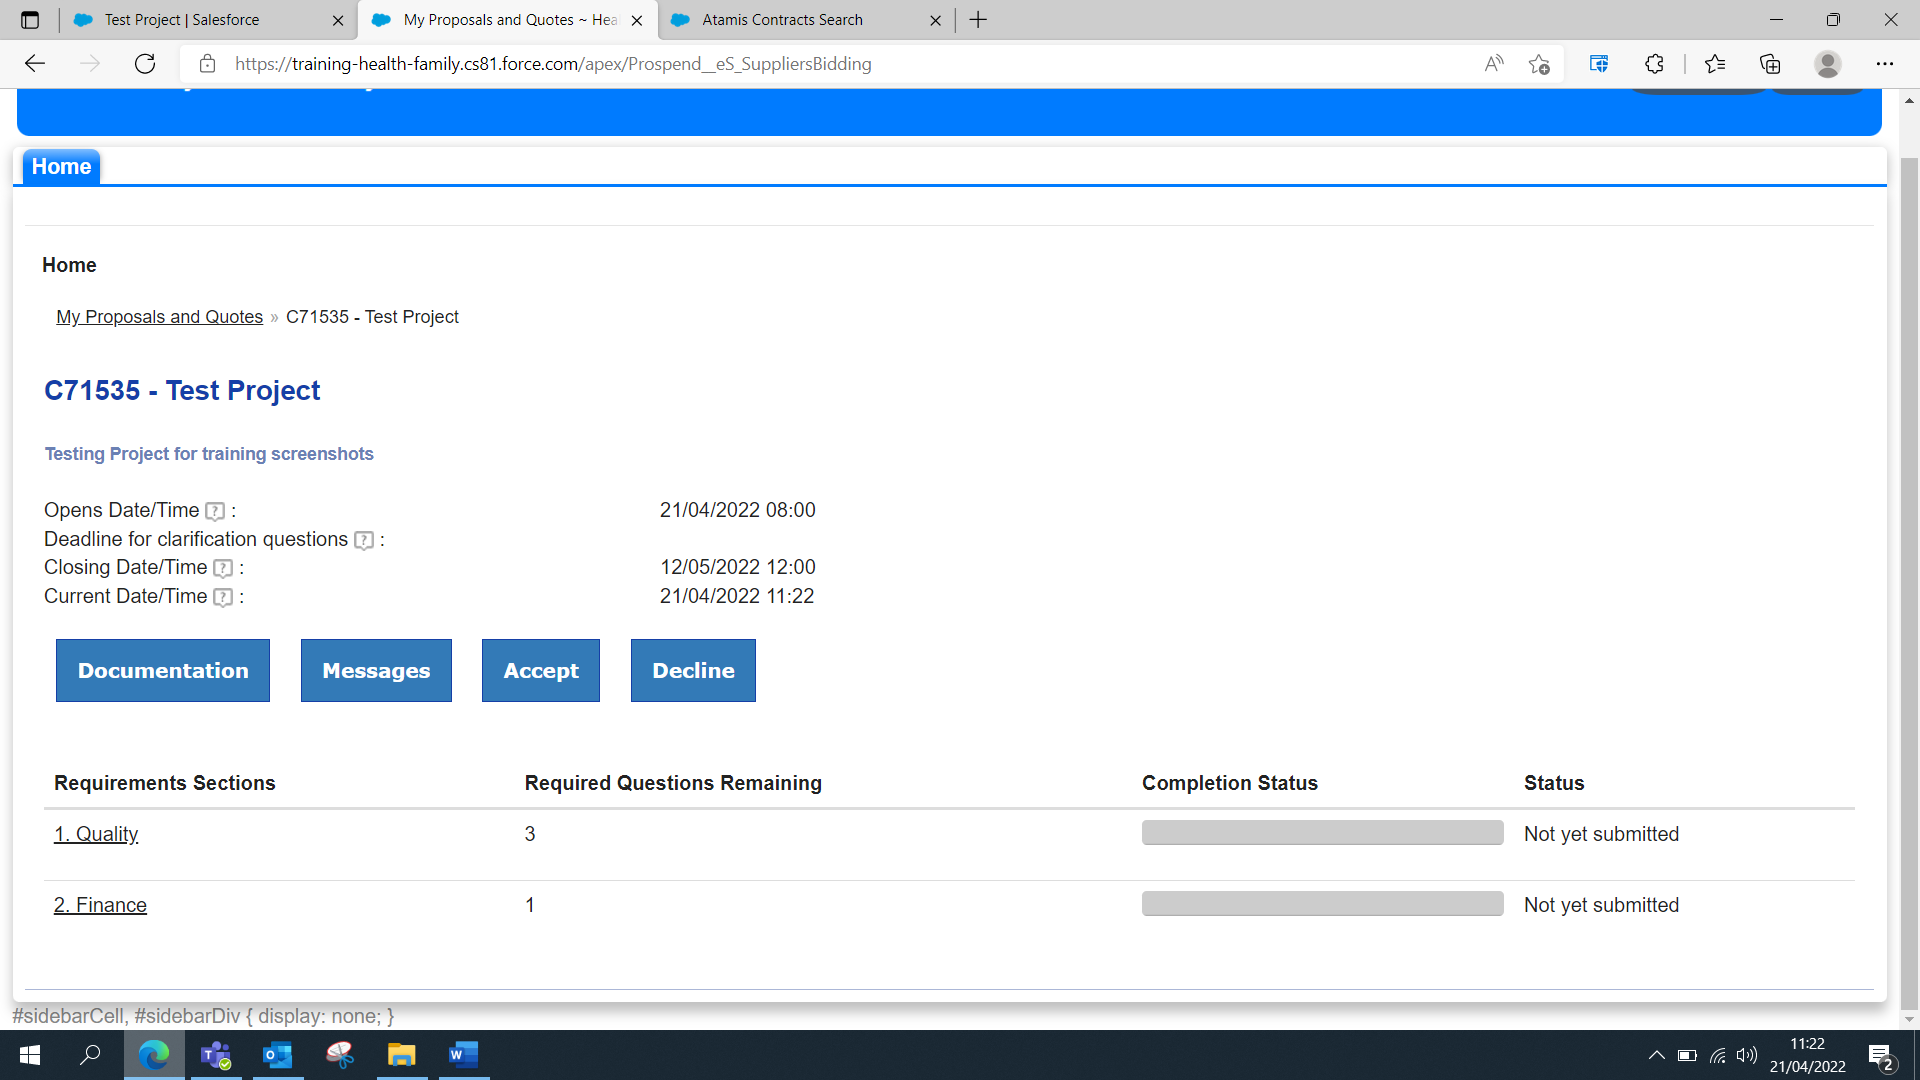 Test Project | Salesforce
My Proposals and Quotes ~ Hea
Atamis Contracts Search
https://training-health-family.cs81.force.com/apex/Prospend__eS_SuppliersBidding
Home
Home
My Proposals and Quotes » C71535 - Test Project
C71535 - Test Project
Testing Project for training screenshots
Opens Date/Time ? : 21/04/2022 08:00
Deadline for clarification questions ? :
Closing Date/Time ? : 12/05/2022 12:00
Current Date/Time ? : 21/04/2022 11:22
Documentation Messages Accept Decline
Requirements Sections Required Questions Remaining Completion Status Status
1. Quality 3 Not yet submitted
2. Finance 1 Not yet submitted
#sidebarCell, #sidebarDiv { display: none; }
11:22
21/04/2022
2